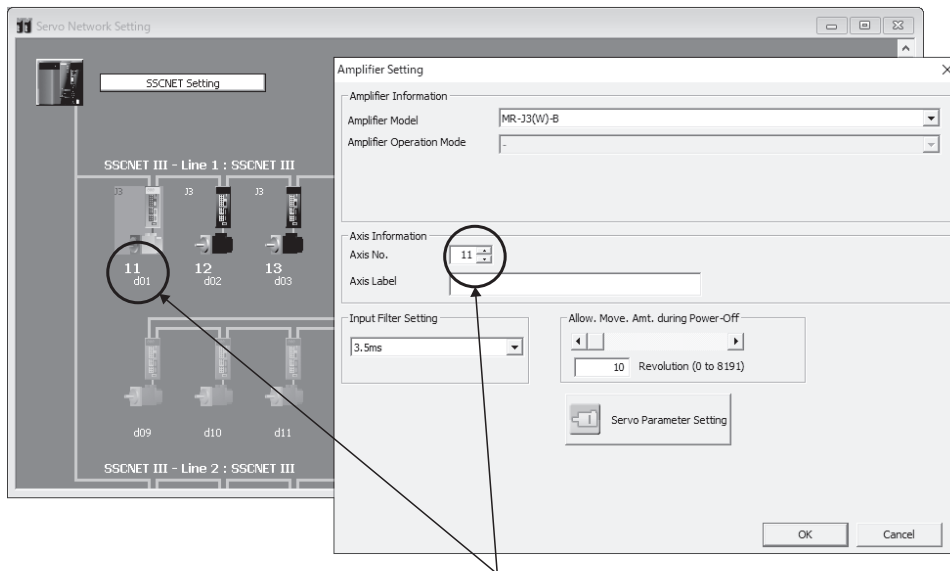 Servo Network Setting
SSCNET Setting
SSCNET III - Line 1 : SSCNET III
J3 J3 J3
11 12 13
d01 d02 d03
d09 d10 d11
SSCNET III - Line 2 : SSCNET III
Amplifier Setting
Amplifier Information
Amplifier Model MR-J3(W)-B
Amplifier Operation Mode -
Axis Information
Axis No. 11
Axis Label
Input Filter Setting
3.5ms
Allow. Move. Amt. during Power-Off
10 Revolution (0 to 8191)
Servo Parameter Setting
OK Cancel